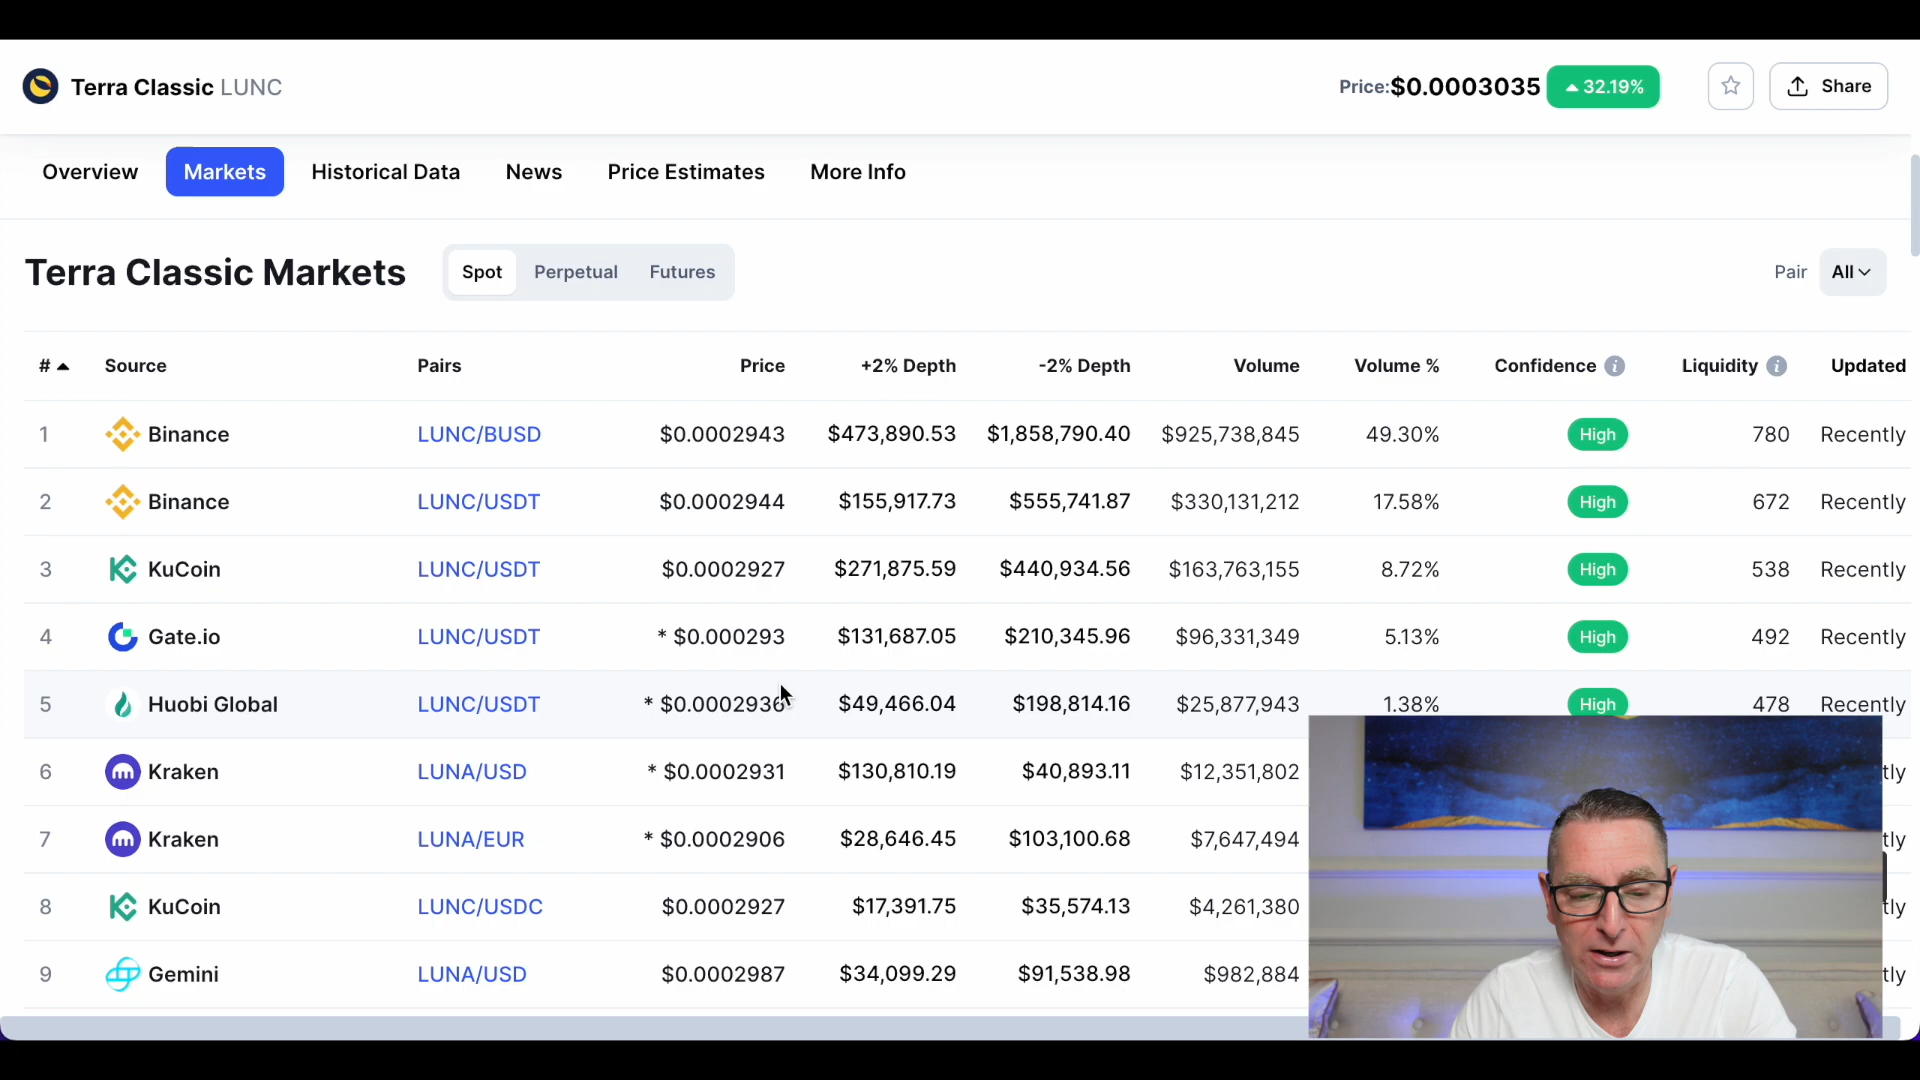 Terra Classic LUNC Price:$0.0003035 32.19% Share
Overview Markets Historical Data News Price Estimates More Info
Terra Classic Markets Spot Perpetual Futures Pair All
# Source Pairs Price +2% Depth -2% Depth Volume Volume % Confidence Liquidity Updated
1 Binance LUNC/BUSD $0.0002943 $473,890.53 $1,858,790.40 $925,738,845 49.30% High 780 Recently
2 Binance LUNC/USDT $0.0002944 $155,917.73 $555,741.87 $330,131,212 17.58% High 672 Recently
3 KuCoin LUNC/USDT $0.0002927 $271,875.59 $440,934.56 $163,763,155 8.72% High 538 Recently
4 Gate.io LUNC/USDT * $0.000293 $131,687.05 $210,345.96 $96,331,349 5.13% High 492 Recently
5 Huobi Global LUNC/USDT * $0.0002936 $49,466.04 $198,814.16 $25,877,943 1.38% High 478 Recently
6 Kraken LUNA/USD * $0.0002931 $130,810.19 $40,893.11 $12,351,802 tly
7 Kraken LUNA/EUR * $0.0002906 $28,646.45 $103,100.68 $7,647,494 tly
8 KuCoin LUNC/USDC $0.0002927 $17,391.75 $35,574.13 $4,261,380 tly
9 Gemini LUNA/USD $0.0002987 $34,099.29 $91,538.98 $982,884 tly